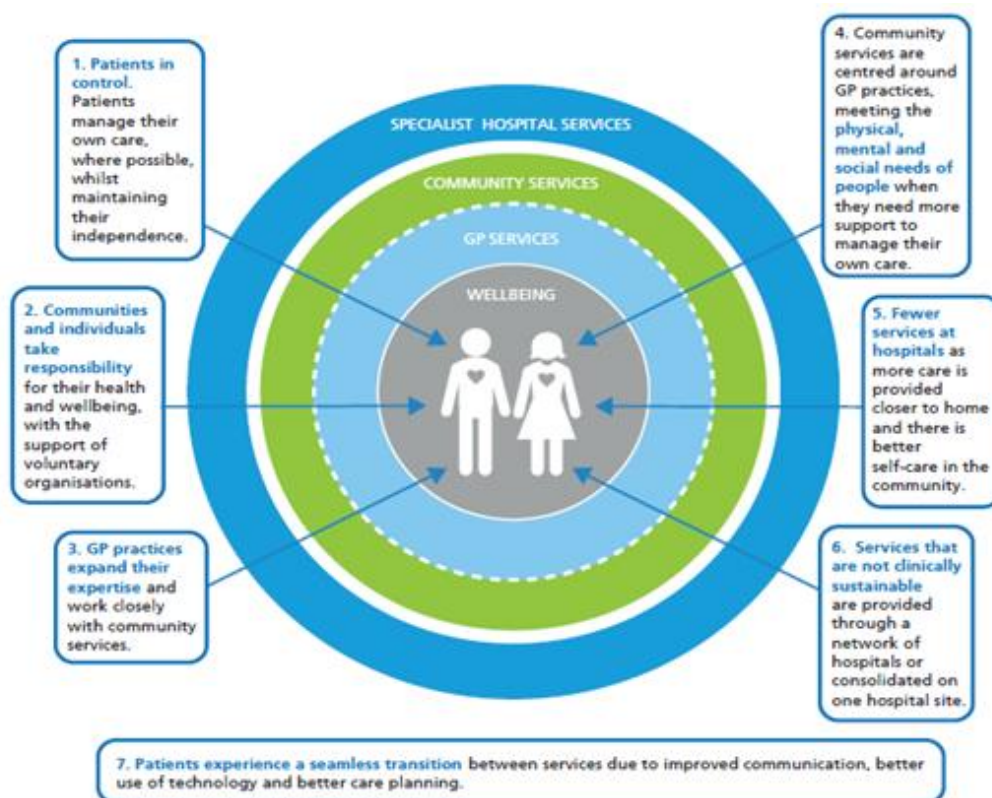 1. Patients in
control.
Patients
manage their
own care,
where possible,
whilst
maintaining
their
independence.
2. Communities
and individuals
take
responsibility
for their health
and wellbeing,
with the
support of
voluntary
organisations.
3. GP practices
expand their
expertise and
work closely
with community
services.
SPECIALIST HOSPITAL SERVICES
COMMUNITY SERVICES
GP SERVICES
WELLBEING
4. Community
services are
centred around
GP practices,
meeting the
physical,
mental and
social needs of
people when
they need more
support to
manage their
own care.
5. Fewer
services at
hospitals as
more care is
provided
closer to home
and there is
better
self-care in the
community.
6. Services that
are not clinically
sustainable
are provided
through a
network of
hospitals or
consolidated on
one hospital site.
7. Patients experience a seamless transition between services due to improved communication, better
use of technology and better care planning.